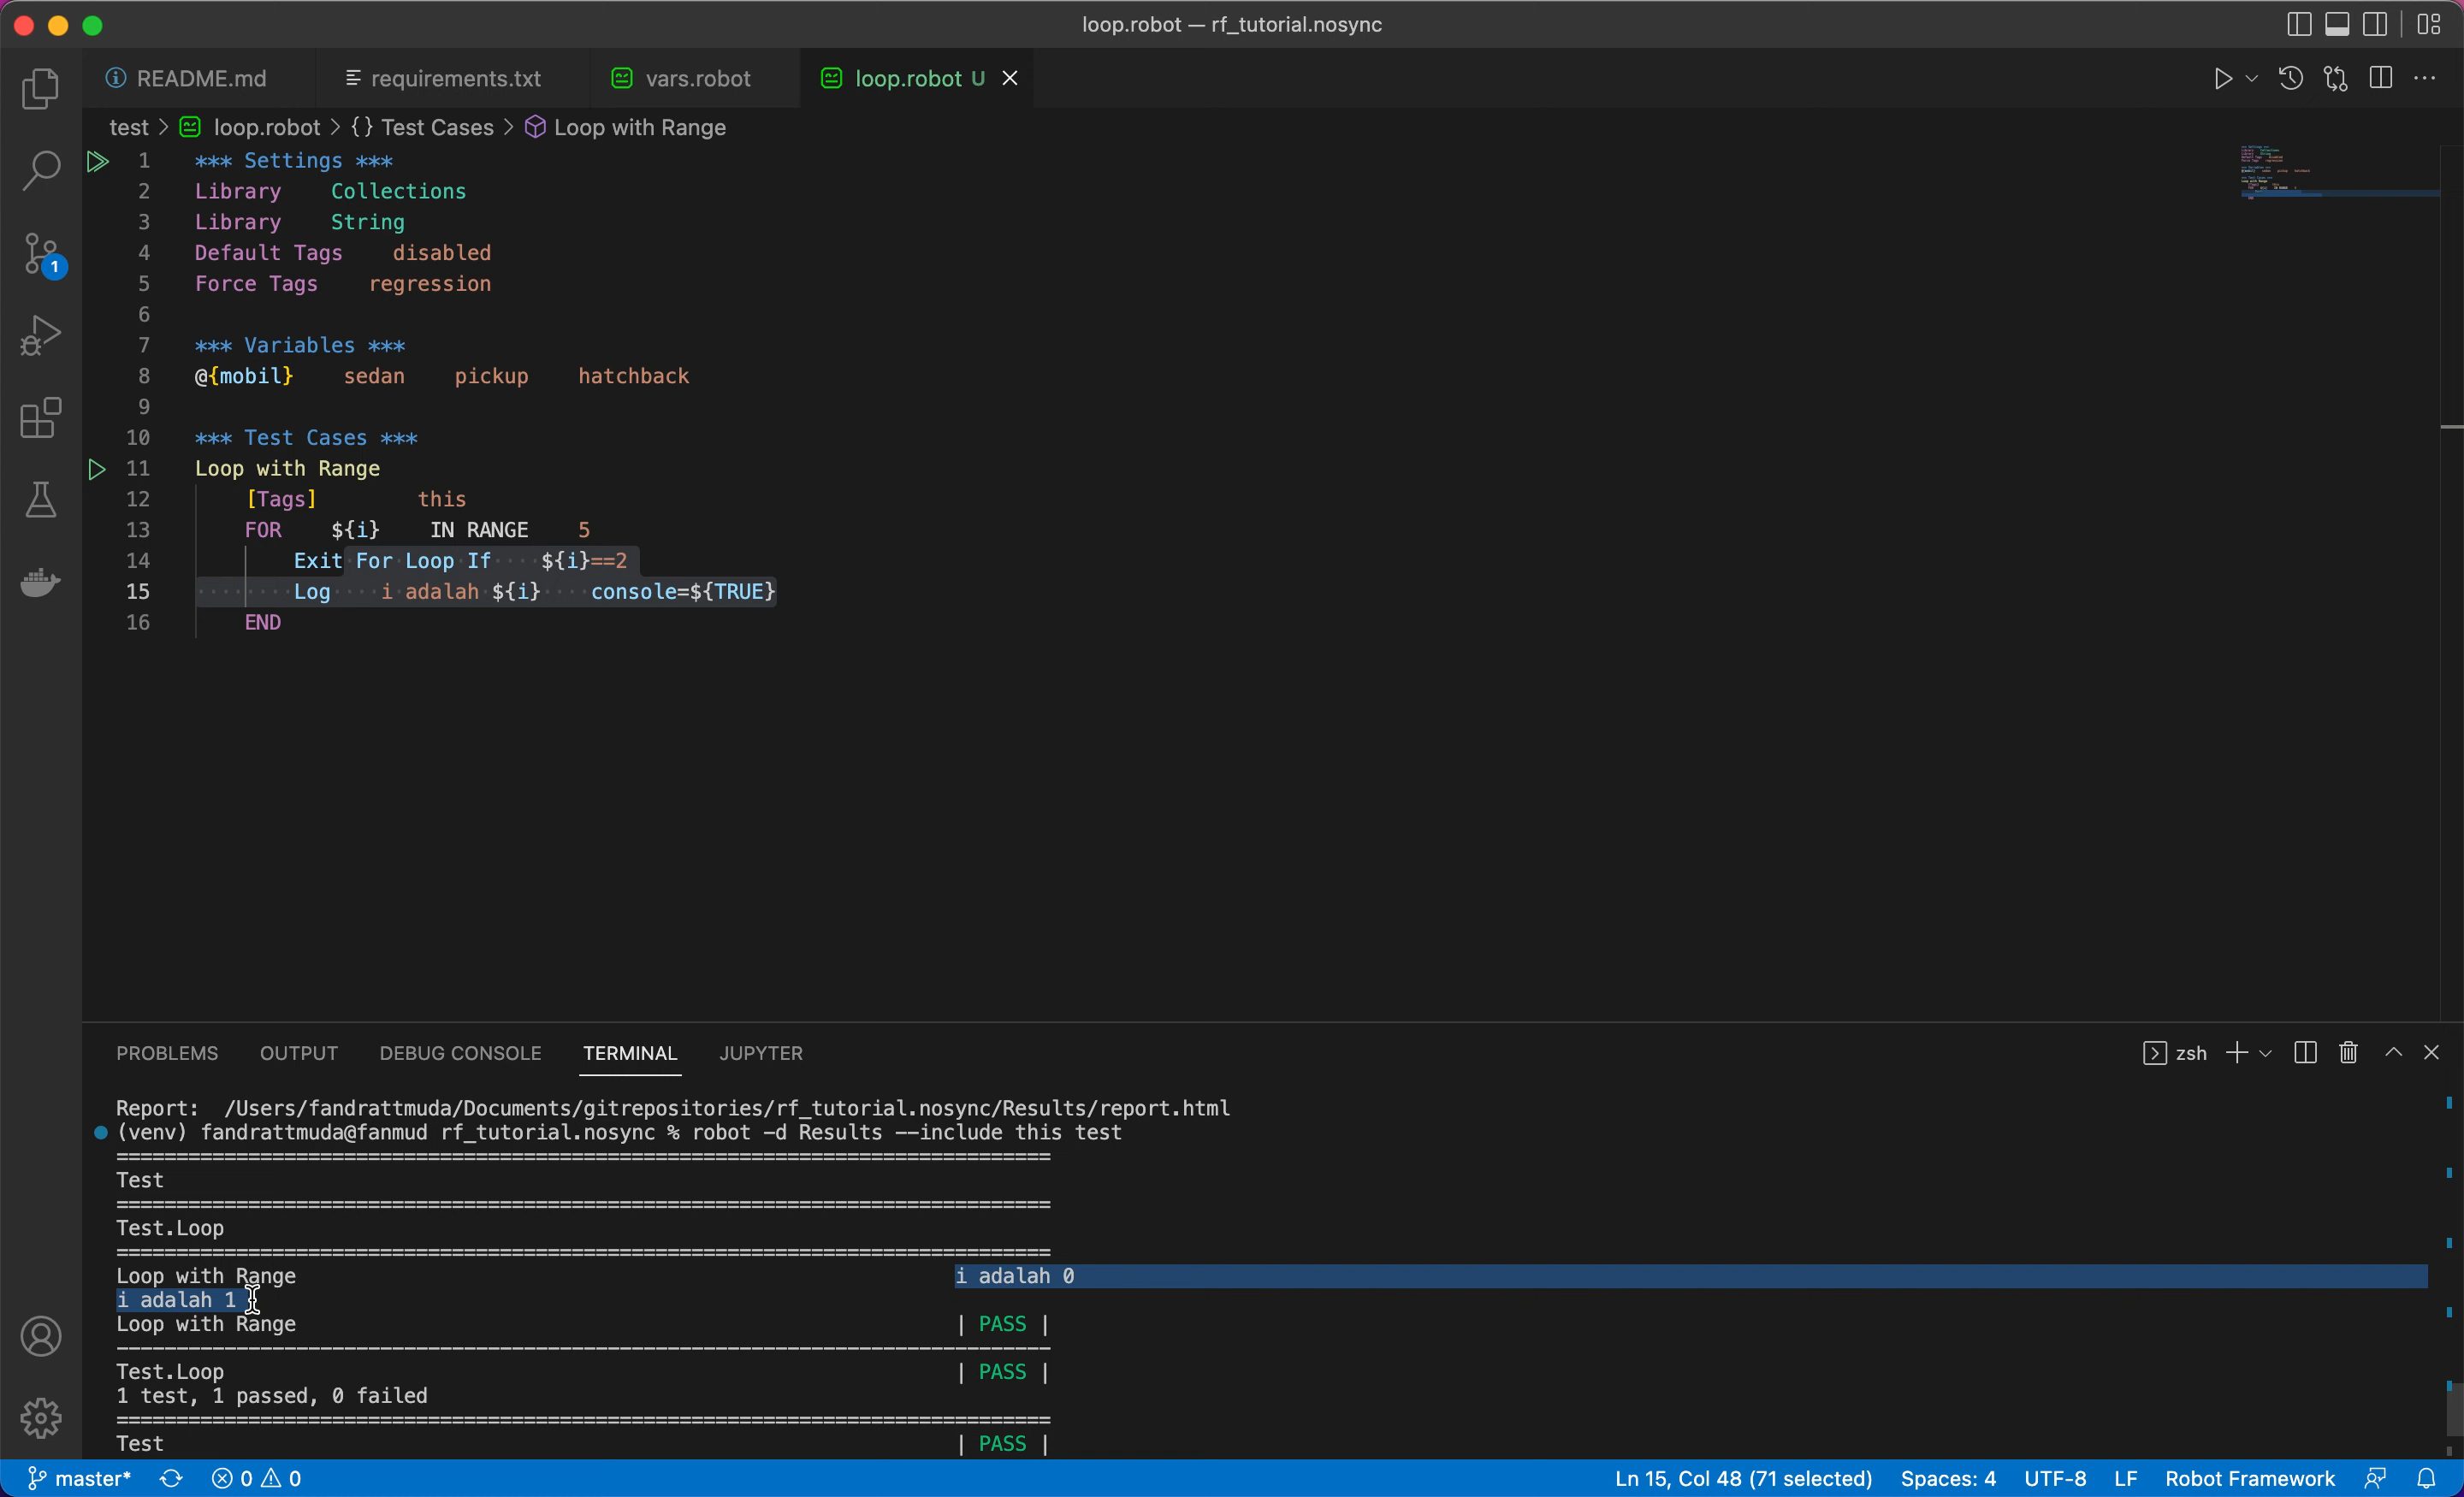 loop.robot — rf_tutorial.nosync
README.md requirements.txt vars.robot loop.robot U
test > loop.robot > {} Test Cases > Loop with Range
1 *** Settings ***
2 Library    Collections
3 Library    String
4 Default Tags    disabled
5 Force Tags    regression
6
7 *** Variables ***
8 @{mobil}    sedan    pickup    hatchback
9
10 *** Test Cases ***
11 Loop with Range
12     [Tags]        this
13     FOR    ${i}    IN RANGE    5
14         Exit For Loop If    ${i}==2
15         Log    i adalah ${i}    console=${TRUE}
16     END
1
PROBLEMS OUTPUT DEBUG CONSOLE TERMINAL JUPYTER zsh
Report:  /Users/fandrattmuda/Documents/gitrepositories/rf_tutorial.nosync/Results/report.html
(venv) fandrattmuda@fanmud rf_tutorial.nosync % robot -d Results --include this test
==============================================================================
Test
==============================================================================
Test.Loop
==============================================================================
Loop with Range                                                       i adalah 0
i adalah 1
Loop with Range                                                       | PASS |
------------------------------------------------------------------------------
Test.Loop                                                             | PASS |
1 test, 1 passed, 0 failed
==============================================================================
Test                                                                  | PASS |
master* 0 0 Ln 15, Col 48 (71 selected) Spaces: 4 UTF-8 LF Robot Framework